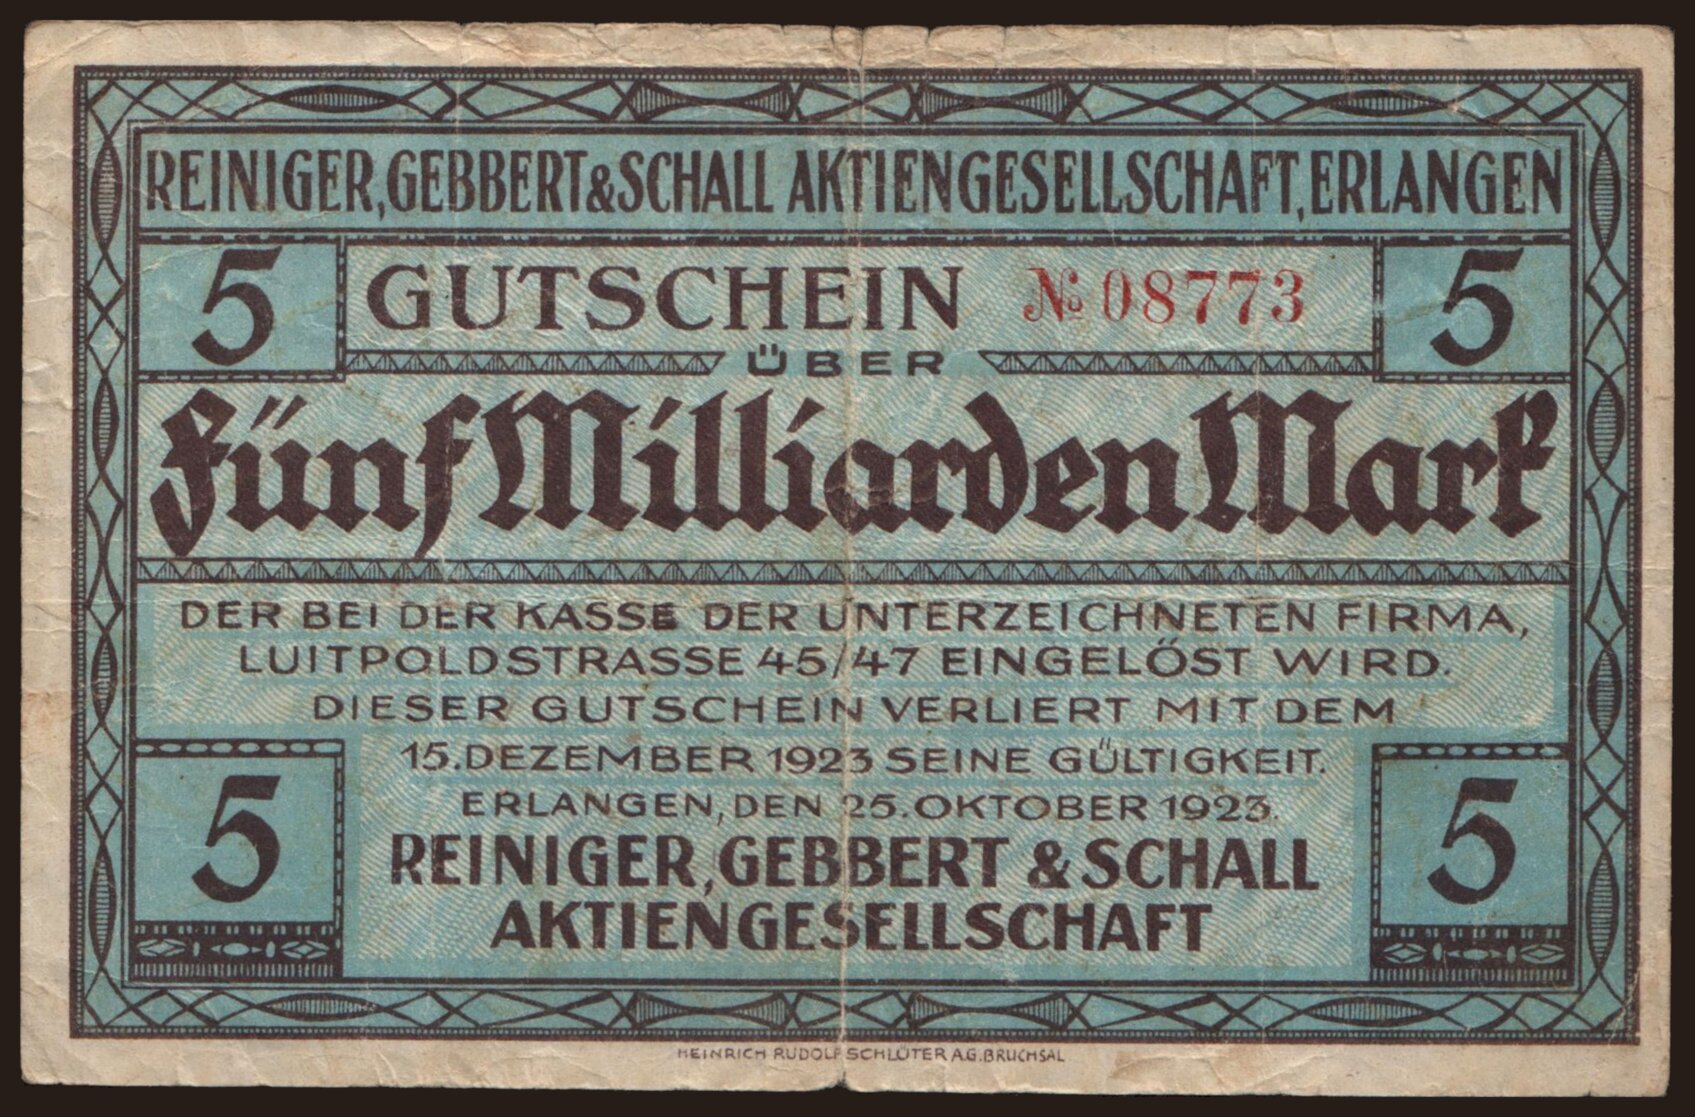 REINIGER, GEBBERT & SCHALL AKTIENGESELLSCHAFT, ERLANGEN
5 GUTSCHEIN № 08773 5
ÜBER
Fünf Milliarden Mark
DER BEI DER KASSE DER UNTERZEICHNETEN FIRMA,
LUITPOLDSTRASSE 45/47 EINGELÖST WIRD.
DIESER GUTSCHEIN VERLIERT MIT DEM
15. DEZEMBER 1923 SEINE GÜLTIGKEIT.
ERLANGEN, DEN 25. OKTOBER 1923.
5 REINIGER, GEBBERT & SCHALL 5
AKTIENGESELLSCHAFT
HEINRICH RUDOLF SCHLÜTER A.G. BRUCHSAL